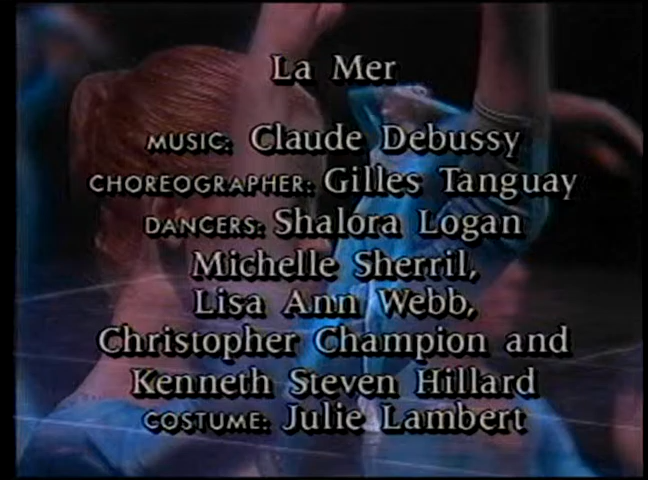 La Mer
MUSIC: Claude Debussy
CHOREOGRAPHER: Gilles Tanguay
DANCERS: Shalora Logan
Michelle Sherril,
Lisa Ann Webb,
Christopher Champion and
Kenneth Steven Hillard
COSTUME: Julie Lambert